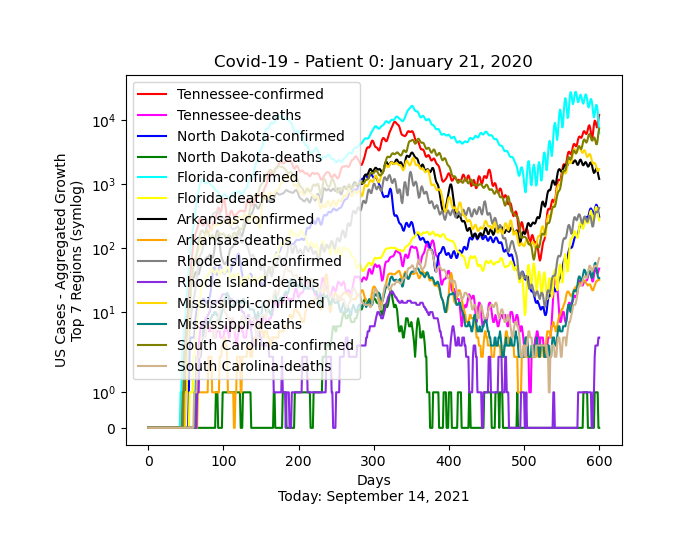 Covid-19 - Patient 0: January 21, 2020
US Cases - Aggregated Growth
Top 7 Regions (symlog)
10^4
10^3
10^2
10^1
10^0
0
Tennessee-confirmed
Tennessee-deaths
North Dakota-confirmed
North Dakota-deaths
Florida-confirmed
Florida-deaths
Arkansas-confirmed
Arkansas-deaths
Rhode Island-confirmed
Rhode Island-deaths
Mississippi-confirmed
Mississippi-deaths
South Carolina-confirmed
South Carolina-deaths
0 100 200 300 400 500 600
Days
Today: September 14, 2021